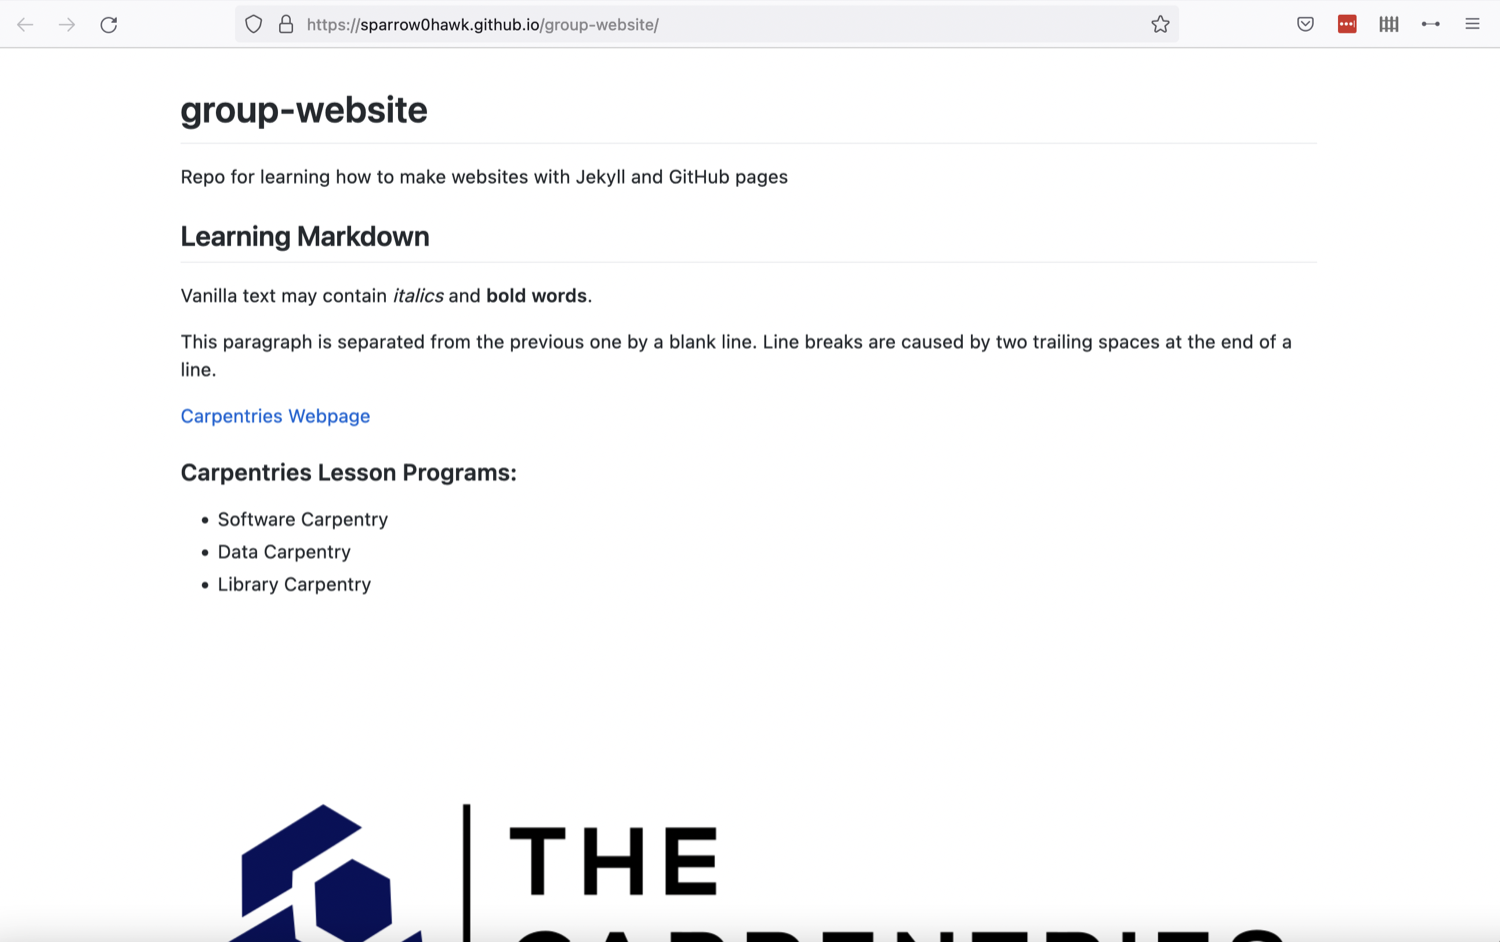 https://sparrow0hawk.github.io/group-website/
group-website
Repo for learning how to make websites with Jekyll and GitHub pages
Learning Markdown
Vanilla text may contain italics and bold words.
This paragraph is separated from the previous one by a blank line. Line breaks are caused by two trailing spaces at the end of a
line.
Carpentries Webpage
Carpentries Lesson Programs:
• Software Carpentry
• Data Carpentry
• Library Carpentry
THE
CARPENTRIES